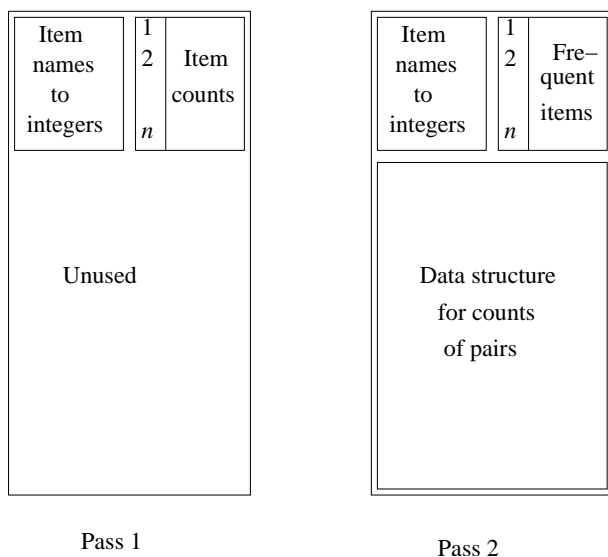 Item
names
to
integers
1
2
n
Item
counts
Unused
Pass 1
Item
names
to
integers
1
2
n
Fre–
quent
items
Data structure
for counts
of pairs
Pass 2